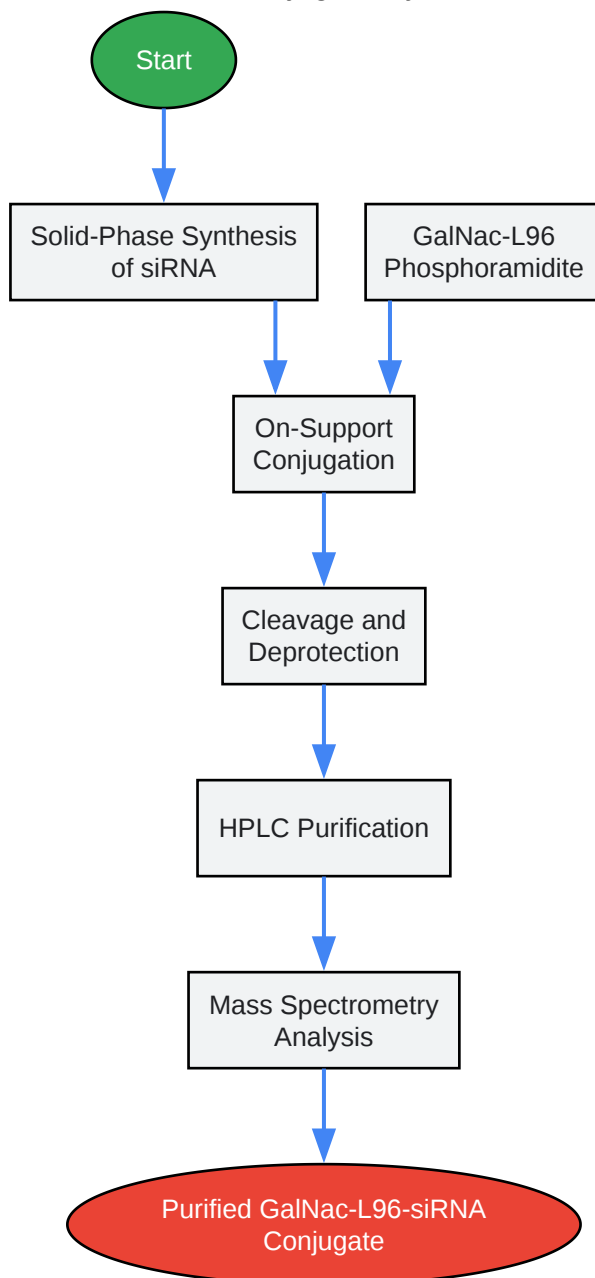 Start
Solid-Phase Synthesis
of siRNA
GalNac-L96
Phosphoramidite
On-Support
Conjugation
Cleavage and
Deprotection
HPLC Purification
Mass Spectrometry
Analysis
Purified GalNac-L96-siRNA
Conjugate